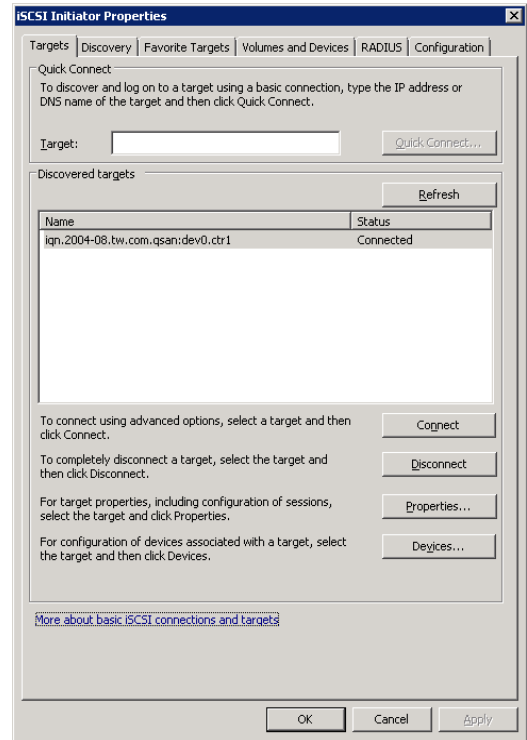 iSCSI Initiator Properties
Targets Discovery Favorite Targets Volumes and Devices RADIUS Configuration
Quick Connect
To discover and log on to a target using a basic connection, type the IP address or
DNS name of the target and then click Quick Connect.
Target:
Quick Connect...
Discovered targets
Refresh
Name Status
iqn.2004-08.tw.com.qsan:dev0.ctr1 Connected
To connect using advanced options, select a target and then
click Connect.
Connect
To completely disconnect a target, select the target and
then click Disconnect.
Disconnect
For target properties, including configuration of sessions,
select the target and click Properties.
Properties...
For configuration of devices associated with a target, select
the target and then click Devices.
Devices...
More about basic iSCSI connections and targets
OK Cancel Apply